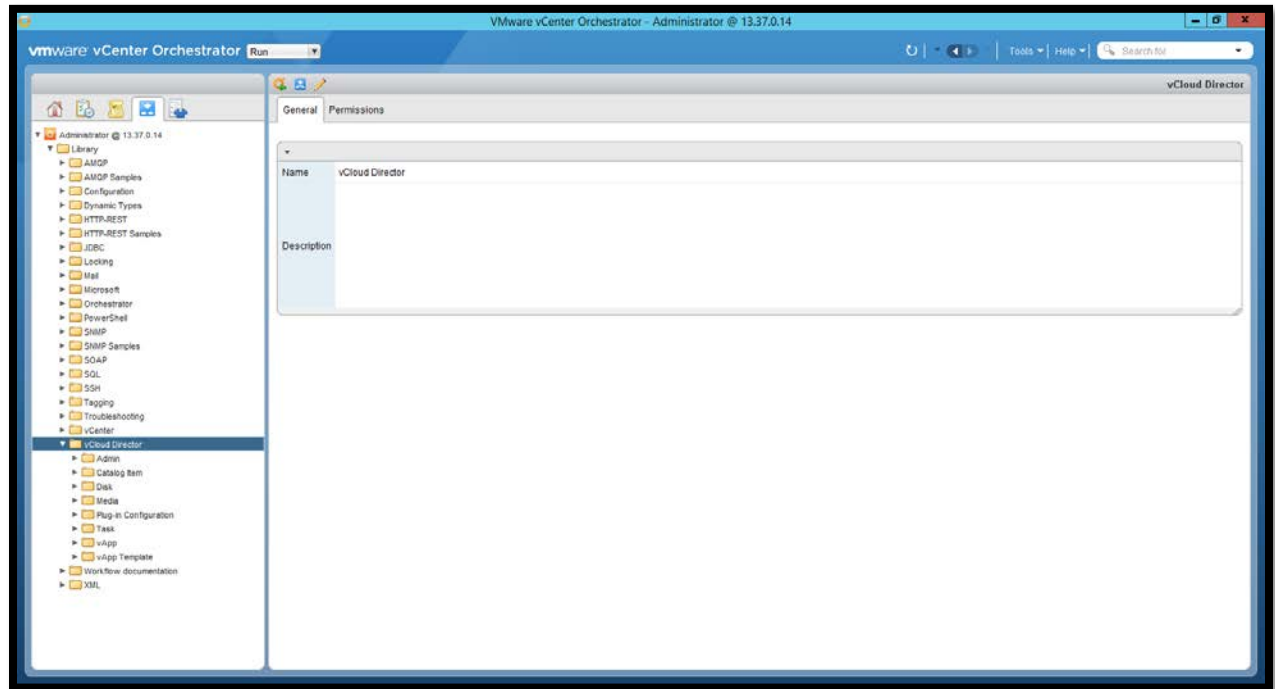 VMware vCenter Orchestrator - Administrator @ 13.37.0.14
vmware vCenter Orchestrator Run
Tools Help Search for
vCloud Director
General Permissions
Administrator @ 13.37.0.14
Library
AMQP
AMQP Samples
Configuration
Dynamic Types
HTTP-REST
HTTP-REST Samples
JDBC
Locking
Mail
Microsoft
Orchestrator
PowerShell
SNMP
SNMP Samples
SOAP
SQL
SSH
Tagging
Troubleshooting
vCenter
vCloud Director
Admin
Catalog Item
Disk
Media
Plug-in Configuration
Task
vApp
vApp Template
Workflow documentation
XML
Name vCloud Director
Description